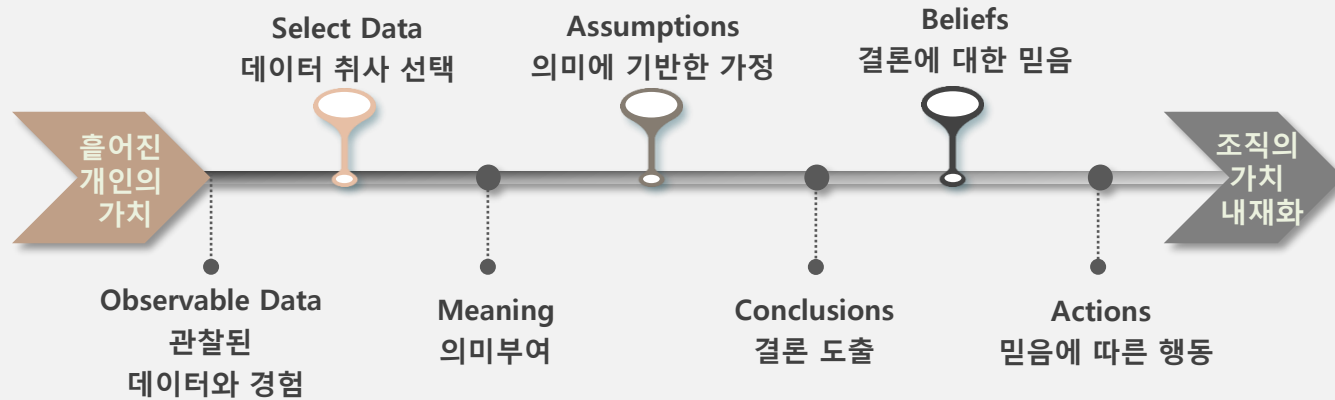 Select Data
데이터 취사 선택
Assumptions
의미에 기반한 가정
Beliefs
결론에 대한 믿음
흩어진
개인의
가치
조직의
가치
내재화
Observable Data
관찰된
데이터와 경험
Meaning
의미부여
Conclusions
결론 도출
Actions
믿음에 따른 행동